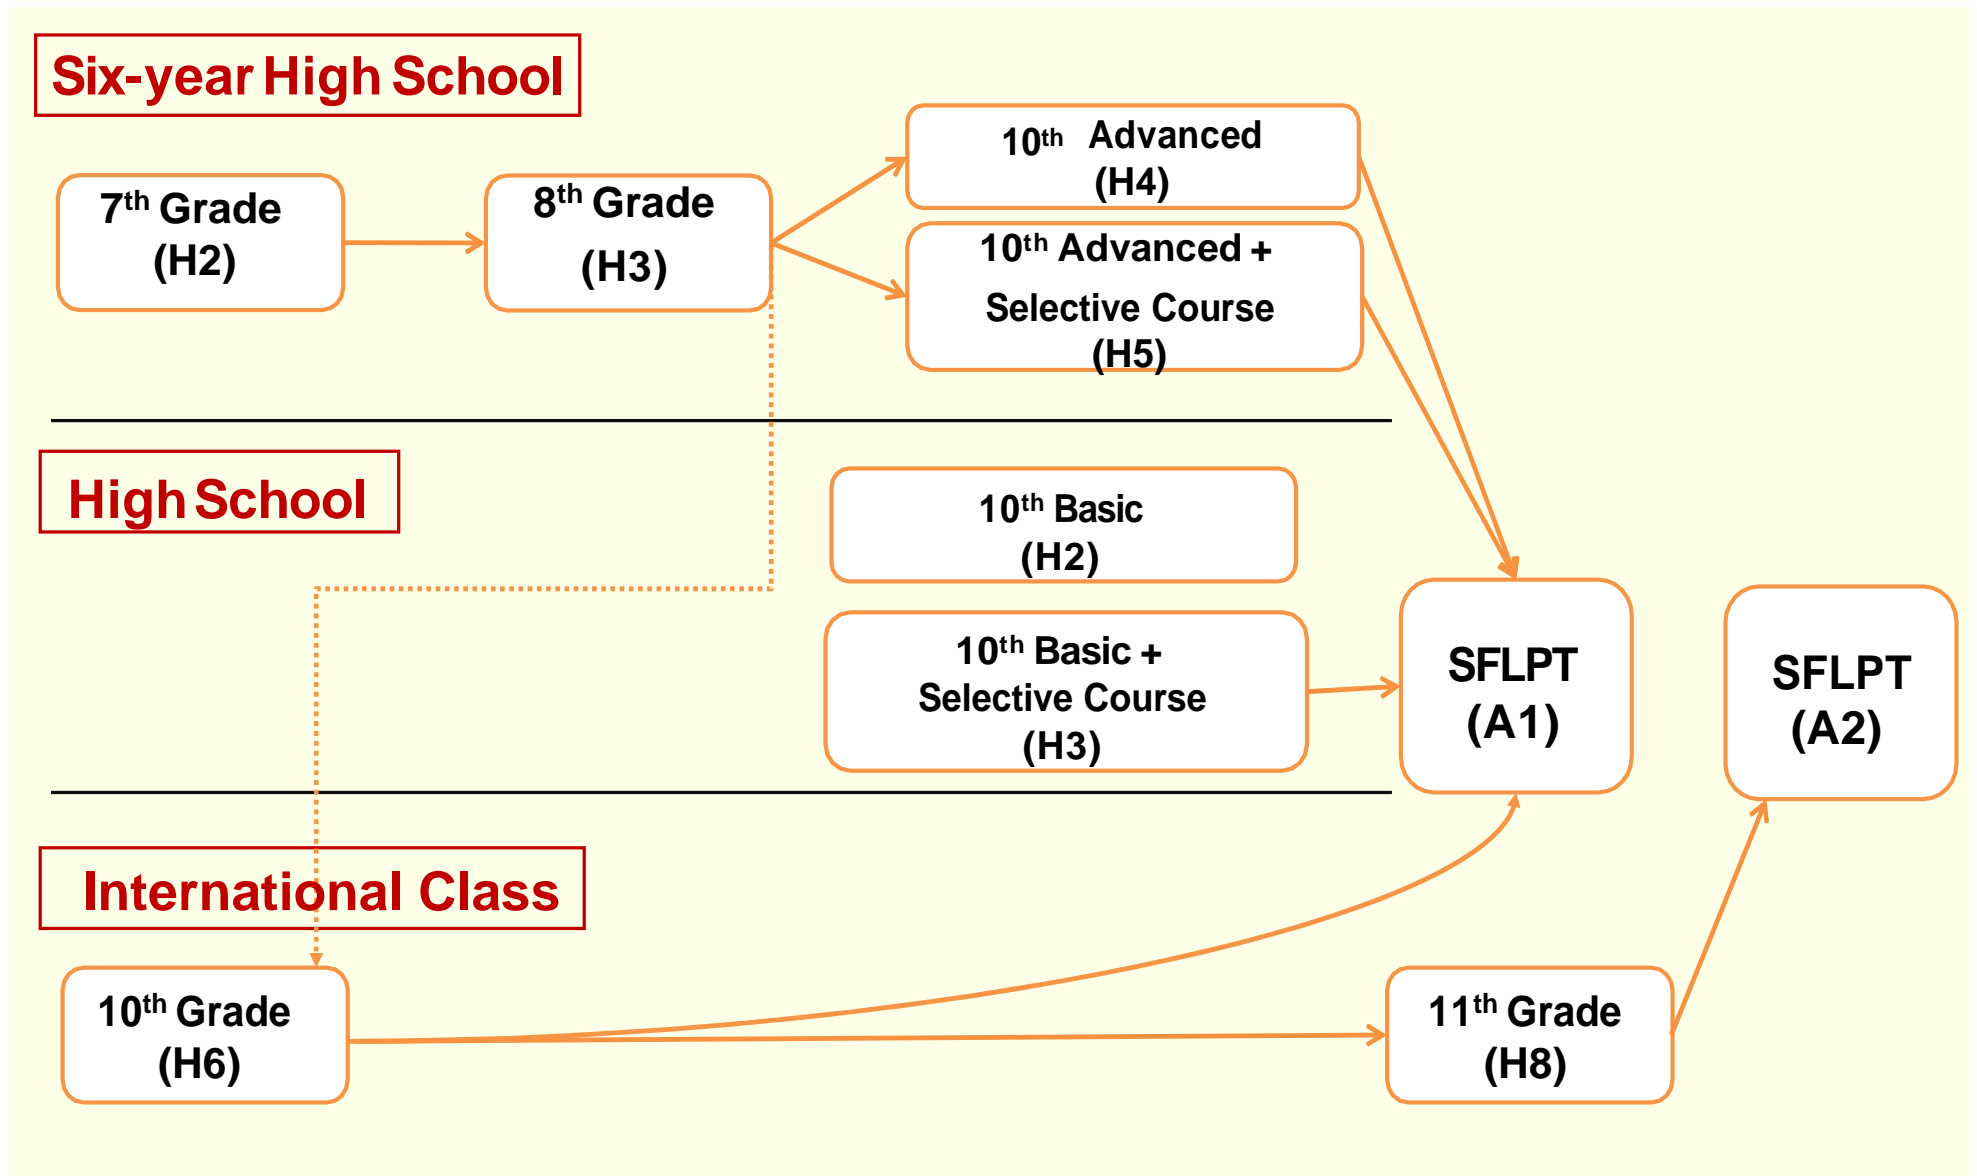 Six-year High School
7th Grade
(H2)
8th Grade
(H3)
10th Advanced
(H4)
10th Advanced +
Selective Course
(H5)
High School
10th Basic
(H2)
10th Basic +
Selective Course
(H3)
SFLPT
(A1)
SFLPT
(A2)
International Class
10th Grade
(H6)
11th Grade
(H8)